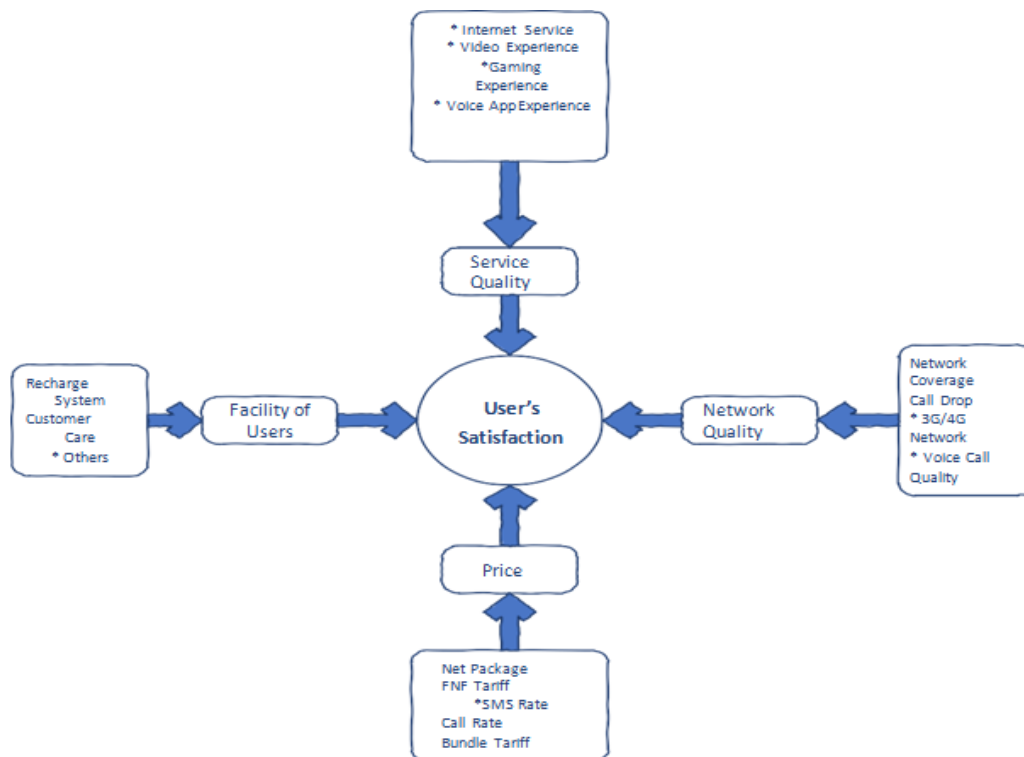 * Internet Service
* Video Experience
*Gaming
Experience
* Voice App Experience
Service
Quality
Recharge
System
Customer
Care
* Others
Facility of
Users
User's
Satisfaction
Network
Quality
Network
Coverage
Call Drop
* 3G/4G
Network
* Voice Call
Quality
Price
Net Package
FNF Tariff
*SMS Rate
Call Rate
Bundle Tariff